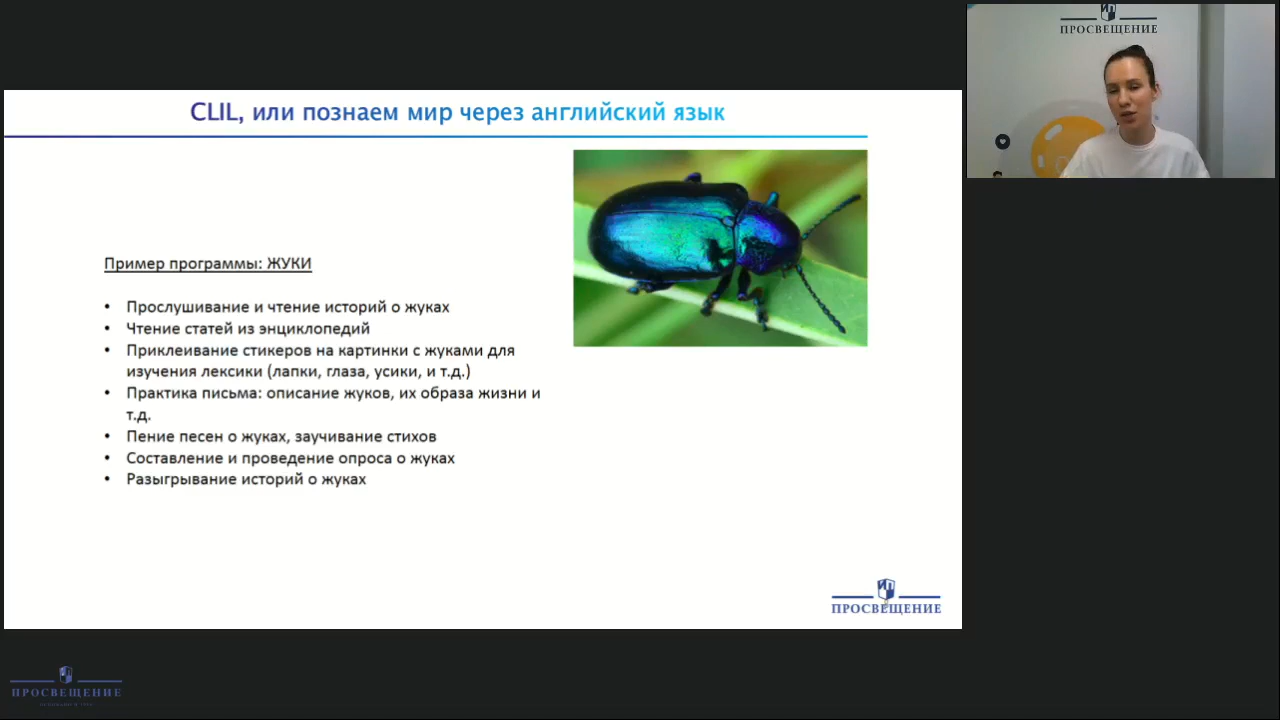 ПРОСВЕЩЕНИЕ
CLIL, или познаем мир через английский язык
Пример программы: ЖУКИ
• Прослушивание и чтение историй о жуках
• Чтение статей из энциклопедий
• Приклеивание стикеров на картинки с жуками для
изучения лексики (лапки, глаза, усики, и т.д.)
• Практика письма: описание жуков, их образа жизни и
т.д.
• Пение песен о жуках, заучивание стихов
• Составление и проведение опроса о жуках
• Разыгрывание историй о жуках
ПРОСВЕЩЕНИЕ
ПРОСВЕЩЕНИЕ